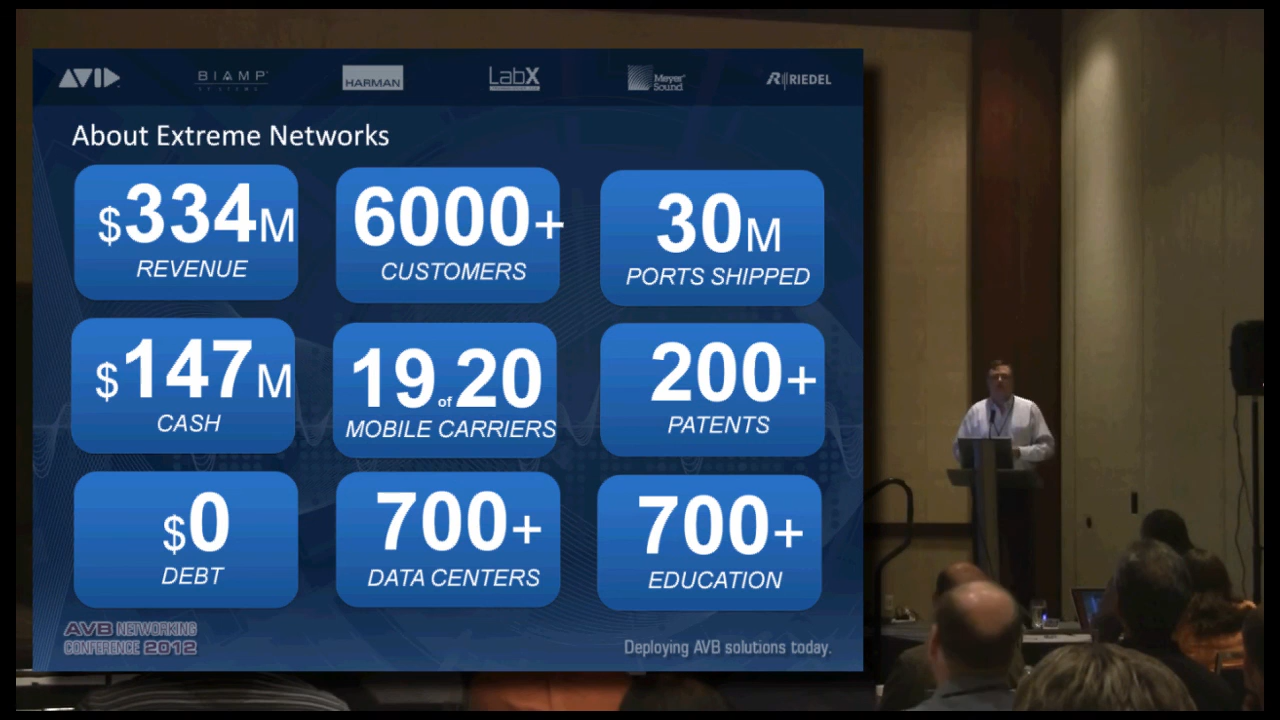 AVID
BIAMP
SYSTEMS
HARMAN
LabX
Meyer
Sound
RIEDEL
About Extreme Networks
$334M
REVENUE
6000+
CUSTOMERS
30M
PORTS SHIPPED
$147M
CASH
19 of 20
MOBILE CARRIERS
200+
PATENTS
$0
DEBT
700+
DATA CENTERS
700+
EDUCATION
AVB NETWORKING
CONFERENCE 2012
Deploying AVB solutions today.